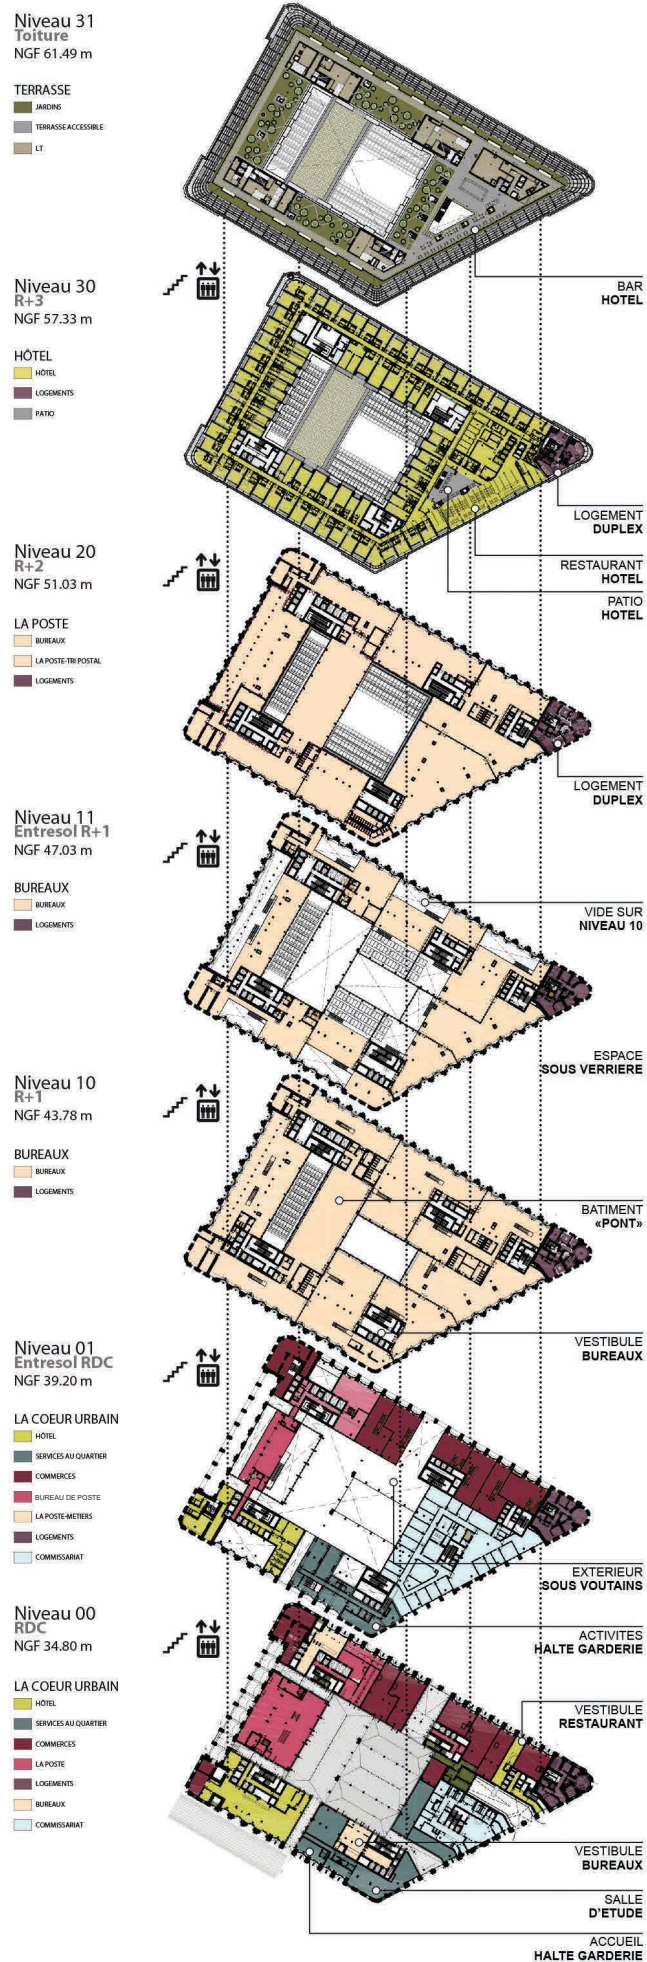 Niveau 31
Toiture
NGF 61.49 m
TERRASSE
JARDINS
TERRASSE ACCESSIBLE
LT
BAR
HOTEL
Niveau 30
R+3
NGF 57.33 m
HÔTEL
HÔTEL
LOGEMENTS
PATIO
LOGEMENT
DUPLEX
RESTAURANT
HOTEL
PATIO
HOTEL
Niveau 20
R+2
NGF 51.03 m
LA POSTE
BUREAUX
LA POSTE-TRI POSTAL
LOGEMENTS
LOGEMENT
DUPLEX
Niveau 11
Entresol R+1
NGF 47.03 m
BUREAUX
BUREAUX
LOGEMENTS
VIDE SUR
NIVEAU 10
ESPACE
SOUS VERRIERE
Niveau 10
R+1
NGF 43.78 m
BUREAUX
BUREAUX
LOGEMENTS
BATIMENT
«PONT»
VESTIBULE
BUREAUX
Niveau 01
Entresol RDC
NGF 39.20 m
LA COEUR URBAIN
HÔTEL
SERVICES AU QUARTIER
COMMERCES
BUREAU DE POSTE
LA POSTE-METIERS
LOGEMENTS
COMMISSARIAT
EXTERIEUR
SOUS VOUTAINS
ACTIVITES
HALTE GARDERIE
Niveau 00
RDC
NGF 34.80 m
LA COEUR URBAIN
HÔTEL
SERVICES AU QUARTIER
COMMERCES
LA POSTE
LOGEMENTS
BUREAUX
COMMISSARIAT
VESTIBULE
RESTAURANT
VESTIBULE
BUREAUX
SALLE
D'ETUDE
ACCUEIL
HALTE GARDERIE